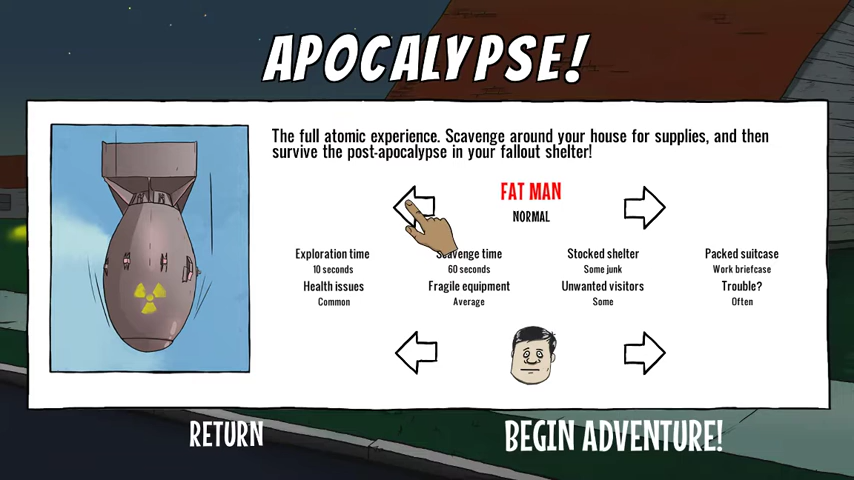 APOCALYPSE!
The full atomic experience. Scavenge around your house for supplies, and then
survive the post-apocalypse in your fallout shelter!
FAT MAN
NORMAL
Exploration time Scavenge time Stocked shelter Packed suitcase
10 seconds 60 seconds Some junk Work briefcase
Health issues Fragile equipment Unwanted visitors Trouble?
Common Average Some Often
RETURN BEGIN ADVENTURE!